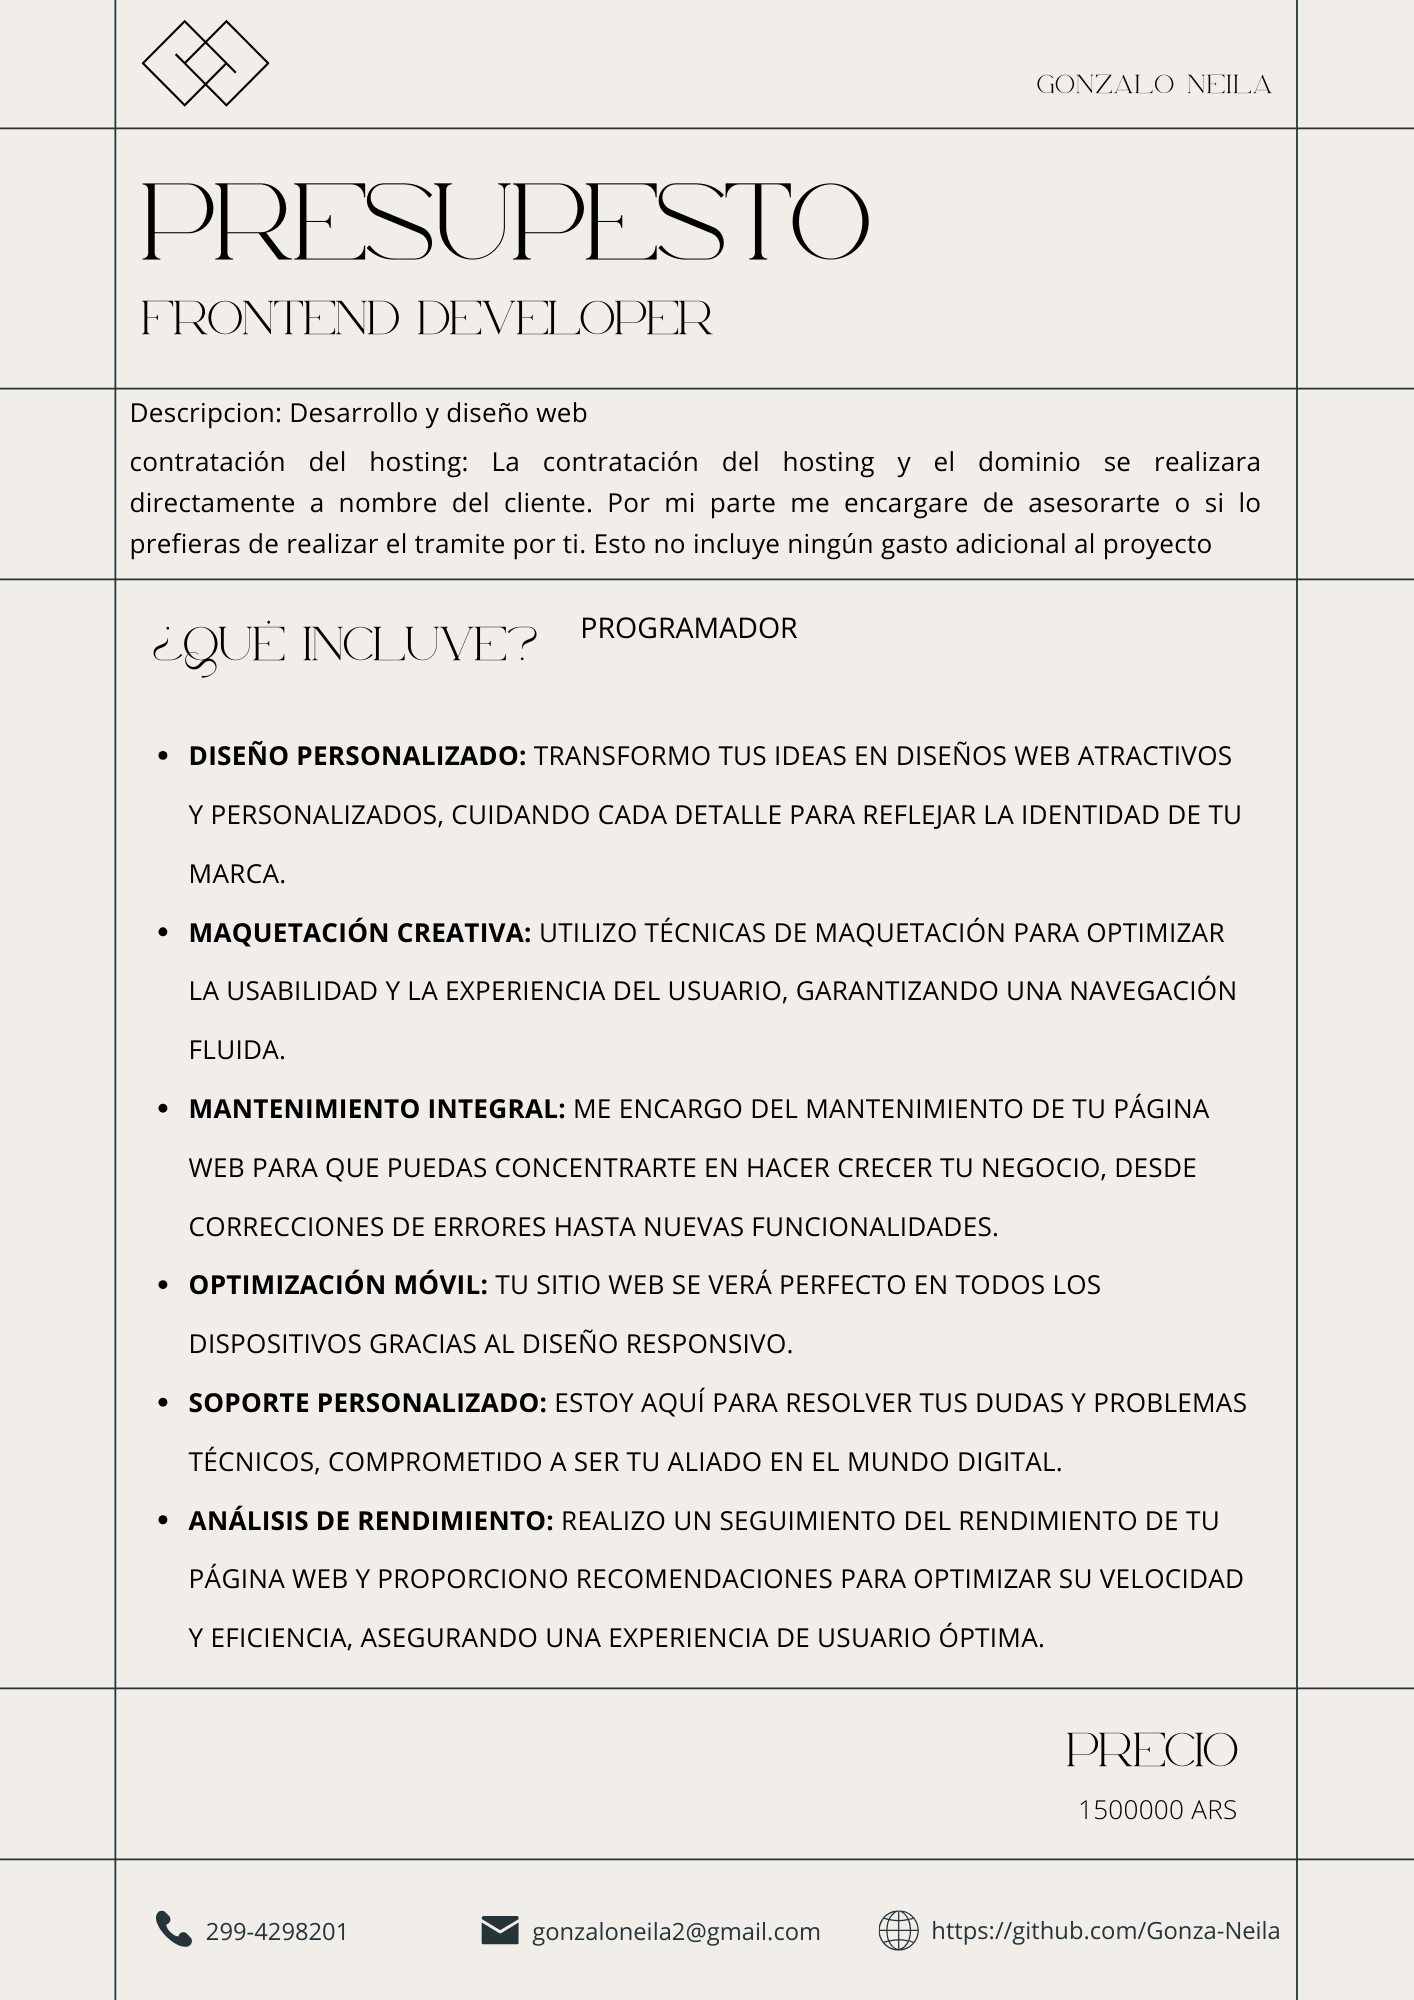 GONZALO NEILA
PRESUPESTO
FRONTEND DEVELOPER
Descripcion: Desarrollo y diseño web
contratación del hosting: La contratación del hosting y el dominio se realizara
directamente a nombre del cliente. Por mi parte me encargare de asesorarte o si lo
prefieras de realizar el tramite por ti. Esto no incluye ningún gasto adicional al proyecto
¿QUÉ INCLUVE?
PROGRAMADOR
• DISEÑO PERSONALIZADO: TRANSFORMO TUS IDEAS EN DISEÑOS WEB ATRACTIVOS
Y PERSONALIZADOS, CUIDANDO CADA DETALLE PARA REFLEJAR LA IDENTIDAD DE TU
MARCA.
• MAQUETACIÓN CREATIVA: UTILIZO TÉCNICAS DE MAQUETACIÓN PARA OPTIMIZAR
LA USABILIDAD Y LA EXPERIENCIA DEL USUARIO, GARANTIZANDO UNA NAVEGACIÓN
FLUIDA.
• MANTENIMIENTO INTEGRAL: ME ENCARGO DEL MANTENIMIENTO DE TU PÁGINA
WEB PARA QUE PUEDAS CONCENTRARTE EN HACER CRECER TU NEGOCIO, DESDE
CORRECCIONES DE ERRORES HASTA NUEVAS FUNCIONALIDADES.
• OPTIMIZACIÓN MÓVIL: TU SITIO WEB SE VERÁ PERFECTO EN TODOS LOS
DISPOSITIVOS GRACIAS AL DISEÑO RESPONSIVO.
• SOPORTE PERSONALIZADO: ESTOY AQUÍ PARA RESOLVER TUS DUDAS Y PROBLEMAS
TÉCNICOS, COMPROMETIDO A SER TU ALIADO EN EL MUNDO DIGITAL.
• ANÁLISIS DE RENDIMIENTO: REALIZO UN SEGUIMIENTO DEL RENDIMIENTO DE TU
PÁGINA WEB Y PROPORCIONO RECOMENDACIONES PARA OPTIMIZAR SU VELOCIDAD
Y EFICIENCIA, ASEGURANDO UNA EXPERIENCIA DE USUARIO ÓPTIMA.
PRECIO
1500000 ARS
299-4298201
gonzaloneila2@gmail.com
https://github.com/Gonza-Neila